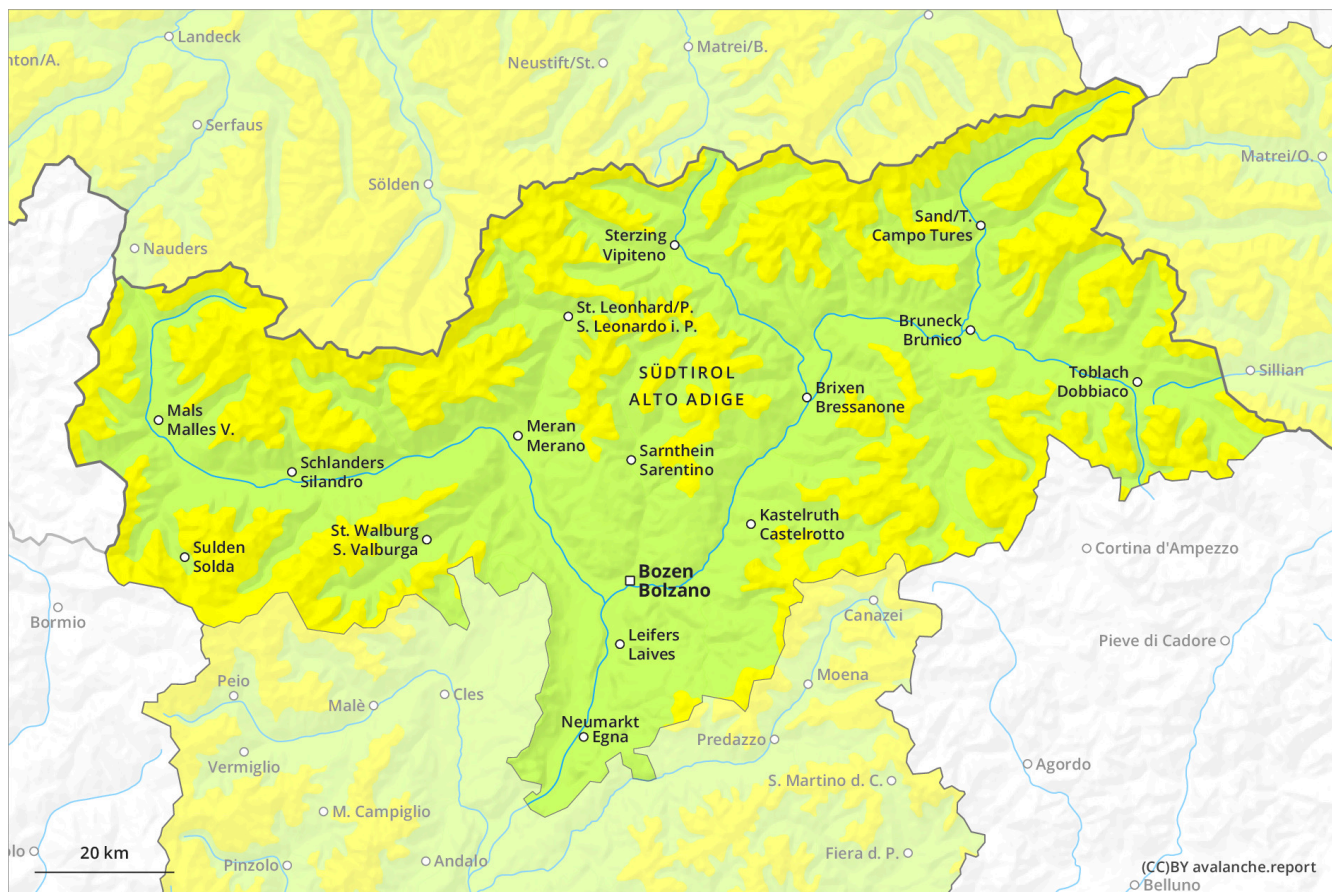 Landeck
nton/A.
Matrei/B.
Neustift/St.
Serfaus
Matrei/O.
Sölden
Sand/T.
Campo Tures
Sterzing
Vipiteno
Nauders
St. Leonhard/P.
S. Leonardo i. P.
Bruneck
Brunico
SÜDTIROL
ALTO ADIGE
Toblach
Dobbiaco
Sillian
Brixen
Bressanone
Mals
Malles V.
Meran
Merano
Sarnthein
Sarentino
Schlanders
Silandro
Kastelruth
Castelrotto
St. Walburg
S. Valburga
Sulden
Solda
Cortina d'Ampezzo
Bozen
Bolzano
Bormio
Canazei
Leifers
Laives
Pieve di Cadore
Moena
Peio
Malè
Cles
Neumarkt
Egna
Predazzo
Vermiglio
Agordo
S. Martino d. C.
M. Campiglio
olo
20 km
Pinzolo
Andalo
Fiera d. P.
(CC)BY avalanche.report
Belluno